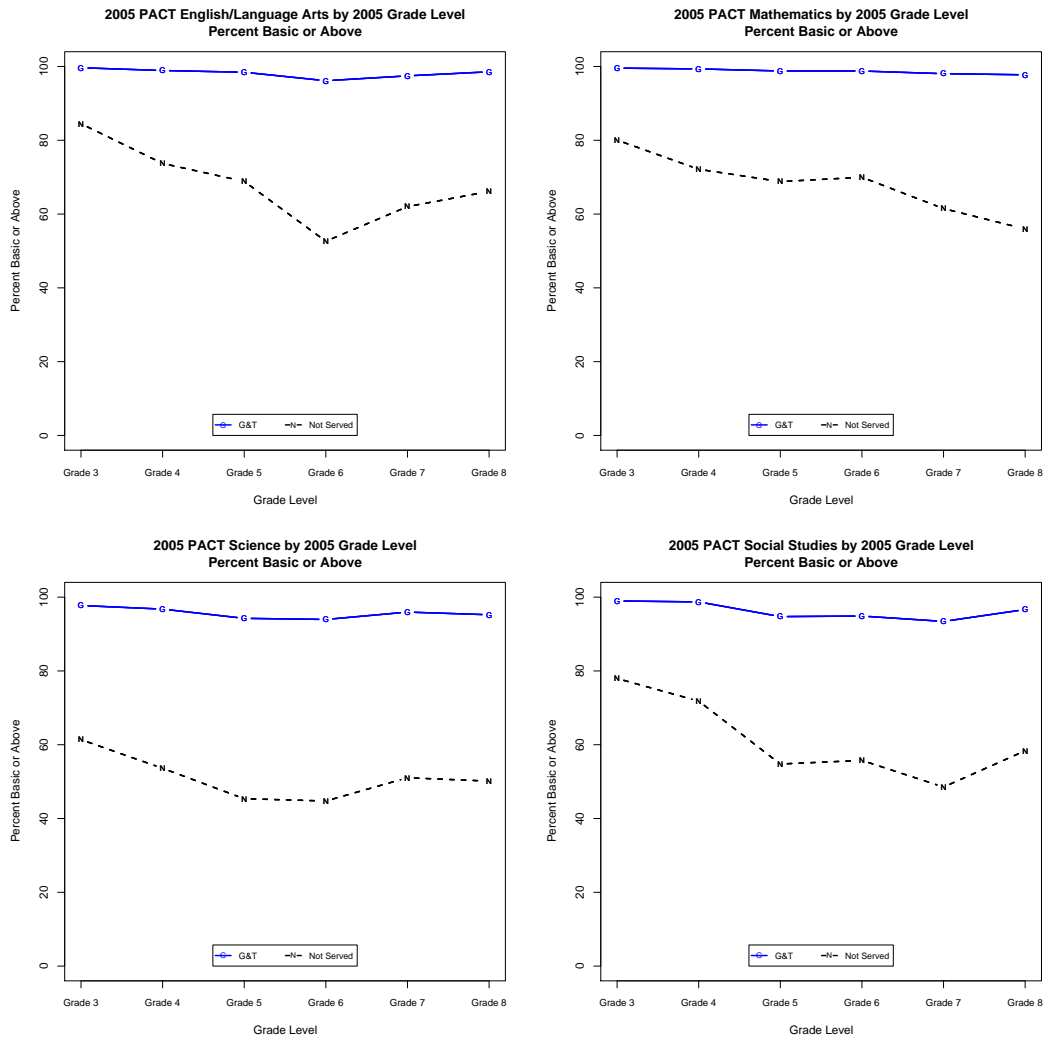 2005 PACT English/Language Arts by 2005 Grade Level
Percent Basic or Above
Percent Basic or Above
100
80
60
40
20
0
G G G G G G
N N N N N N
G G&T N Not Served
Grade 3 Grade 4 Grade 5 Grade 6 Grade 7 Grade 8
Grade Level
2005 PACT Mathematics by 2005 Grade Level
Percent Basic or Above
Percent Basic or Above
100
80
60
40
20
0
G G G G G G
N N N N N N
G G&T N Not Served
Grade 3 Grade 4 Grade 5 Grade 6 Grade 7 Grade 8
Grade Level
2005 PACT Science by 2005 Grade Level
Percent Basic or Above
Percent Basic or Above
100
80
60
40
20
0
G G G G G G
N N N N N N
G G&T N Not Served
Grade 3 Grade 4 Grade 5 Grade 6 Grade 7 Grade 8
Grade Level
2005 PACT Social Studies by 2005 Grade Level
Percent Basic or Above
Percent Basic or Above
100
80
60
40
20
0
G G G G G G
N N N N N N
G G&T N Not Served
Grade 3 Grade 4 Grade 5 Grade 6 Grade 7 Grade 8
Grade Level